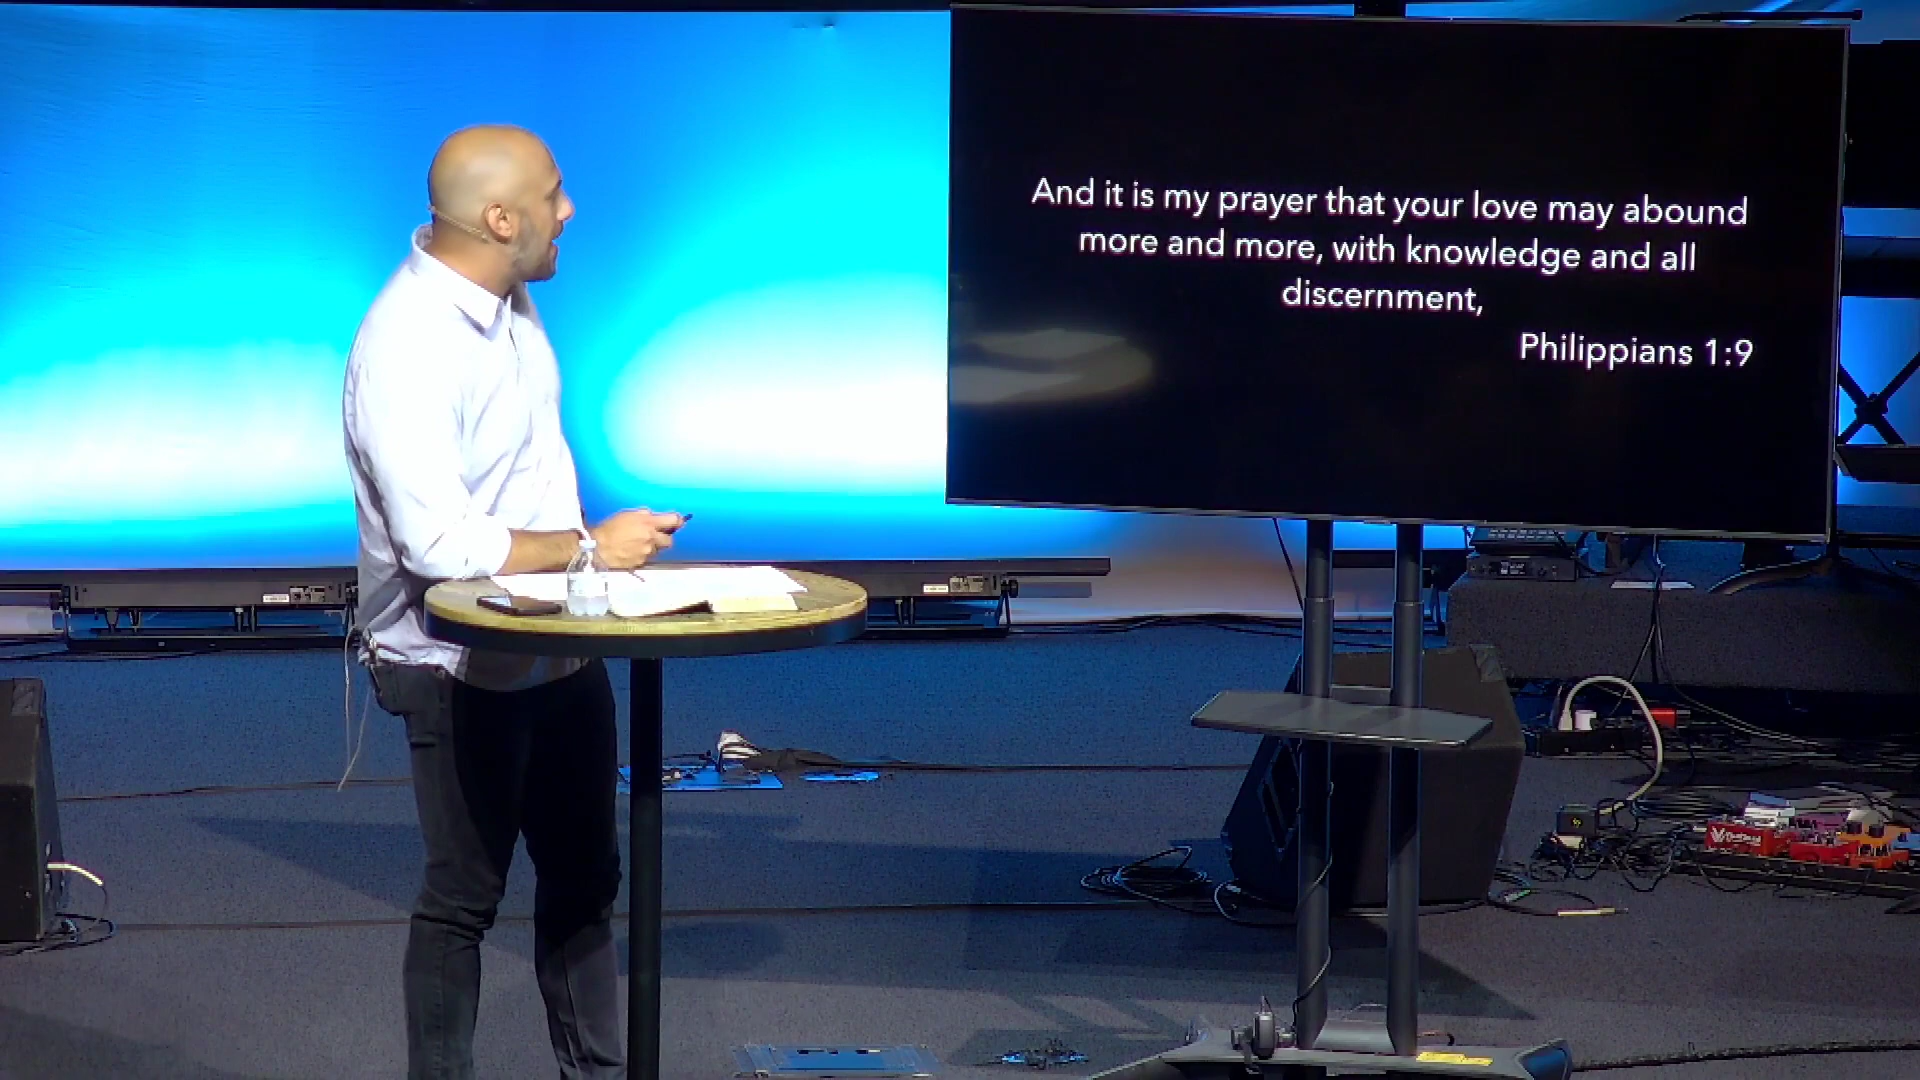 And it is my prayer that your love may abound
more and more, with knowledge and all
discernment,
Philippians 1:9